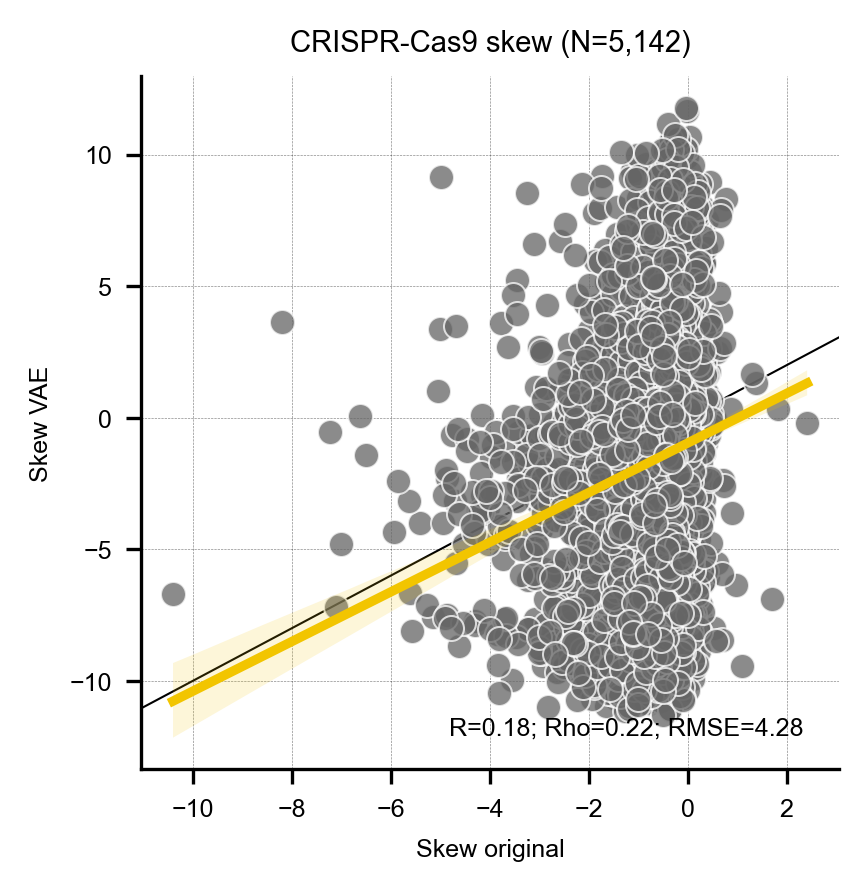 CRISPR-Cas9 skew (N=5,142)
Skew VAE
10
5
0
−5
−10
R=0.18; Rho=0.22; RMSE=4.28
−10 −8 −6 −4 −2 0 2
Skew original